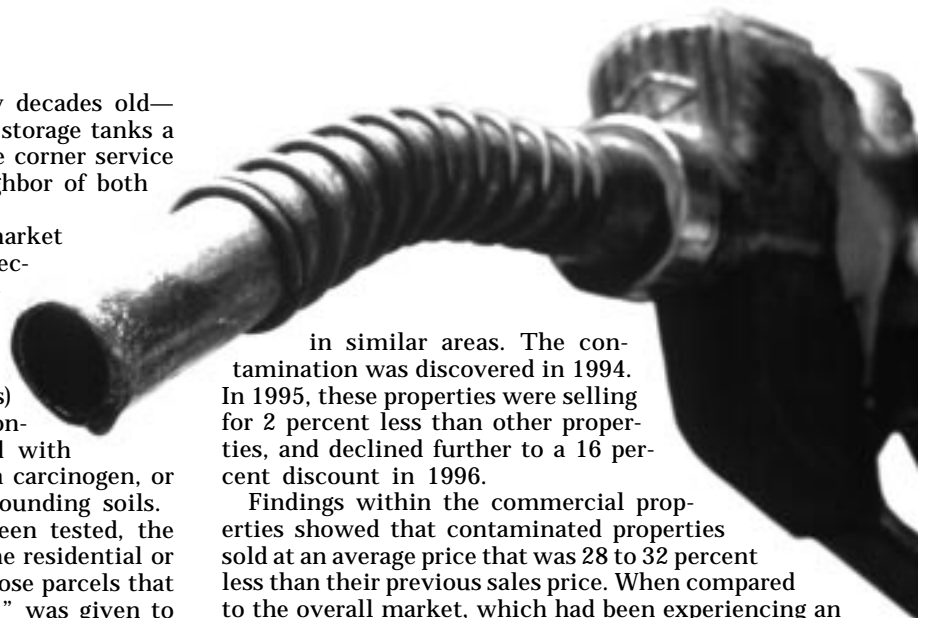 y decades old—
storage tanks a
e corner service
ghbor of both
market
ec-
s)
on-
d with
n carcinogen, or
ounding soils.
een tested, the
ne residential or
ose parcels that
” was given to
in similar areas. The con-
tamination was discovered in 1994.
In 1995, these properties were selling
for 2 percent less than other proper-
ties, and declined further to a 16 per-
cent discount in 1996.
Findings within the commercial prop-
erties showed that contaminated properties
sold at an average price that was 28 to 32 percent
less than their previous sales price. When compared
to the overall market, which had been experiencing an